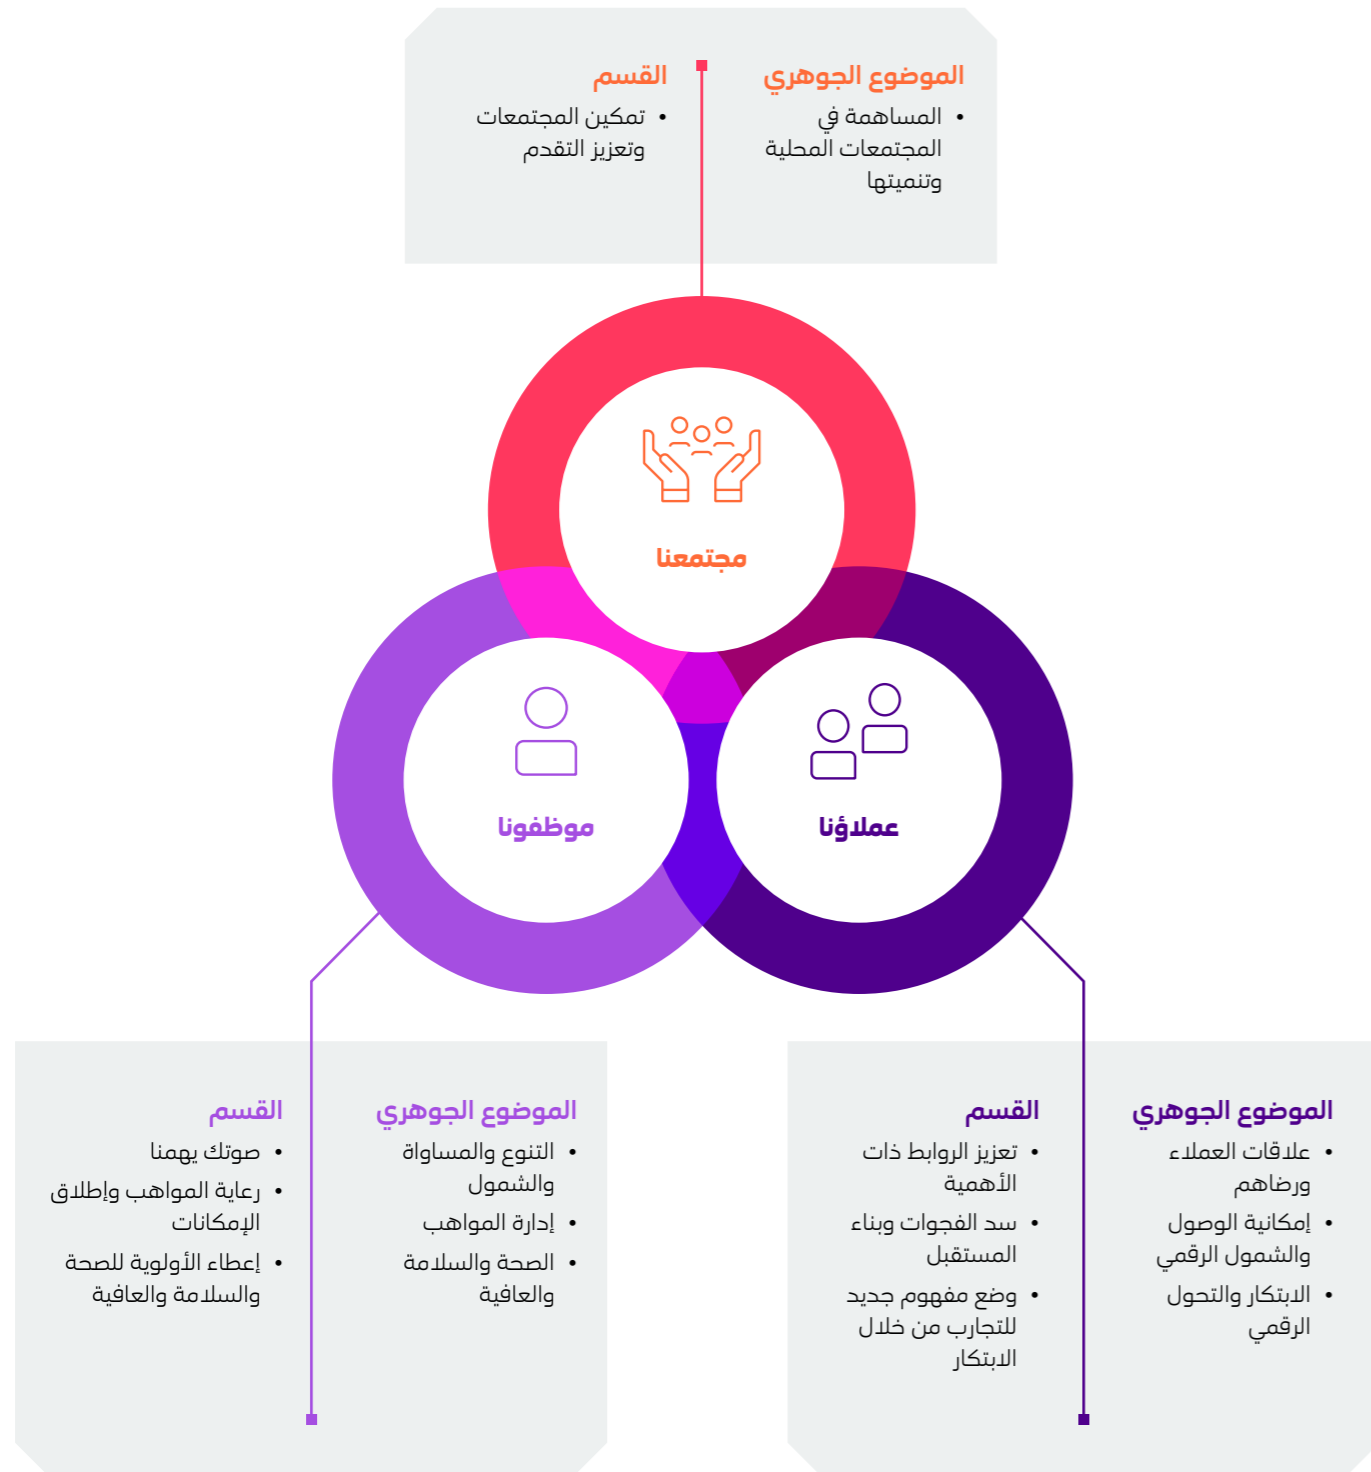 الموضوع الجوهري
• المساهمة في
المجتمعات المحلية
وتنميتها
القسم
• تمكين المجتمعات
وتعزيز التقدم
مجتمعنا
عملاؤنا
موظفونا
الموضوع الجوهري
• علاقات العملاء
ورضاهم
• إمكانية الوصول
والشمول الرقمي
• الابتكار والتحول
الرقمي
القسم
• تعزيز الروابط ذات
الأهمية
• سد الفجوات وبناء
المستقبل
• وضع مفهوم جديد
للتجارب من خلال
الابتكار
الموضوع الجوهري
• التنوع والمساواة
والشمول
• إدارة المواهب
• الصحة والسلامة
والعافية
القسم
• صوتك يهمنا
• رعاية المواهب وإطلاق
الإمكانات
• إعطاء الأولوية للصحة
والسلامة والعافية